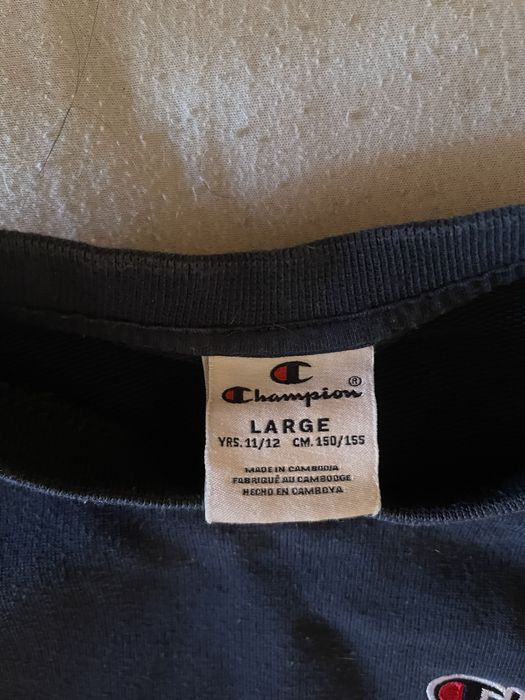 Champion®
LARGE
YRS. 11/12 CM. 150/155
MADE IN CAMBODIA
FABRIQUÉ AU CAMBODGE
HECHO EN CAMBOYA